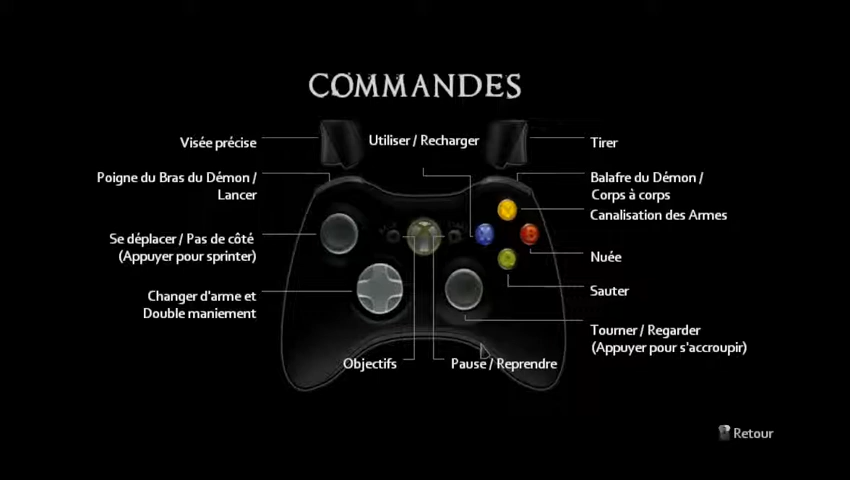 COMMANDES
Visée précise
Utiliser / Recharger
Tirer
Poigne du Bras du Démon /
Lancer
Balafre du Démon /
Corps à corps
Canalisation des Armes
Se déplacer / Pas de côté
(Appuyer pour sprinter)
Nuée
Changer d'arme et
Double maniement
Sauter
Tourner / Regarder
(Appuyer pour s'accroupir)
Objectifs
Pause / Reprendre
Retour